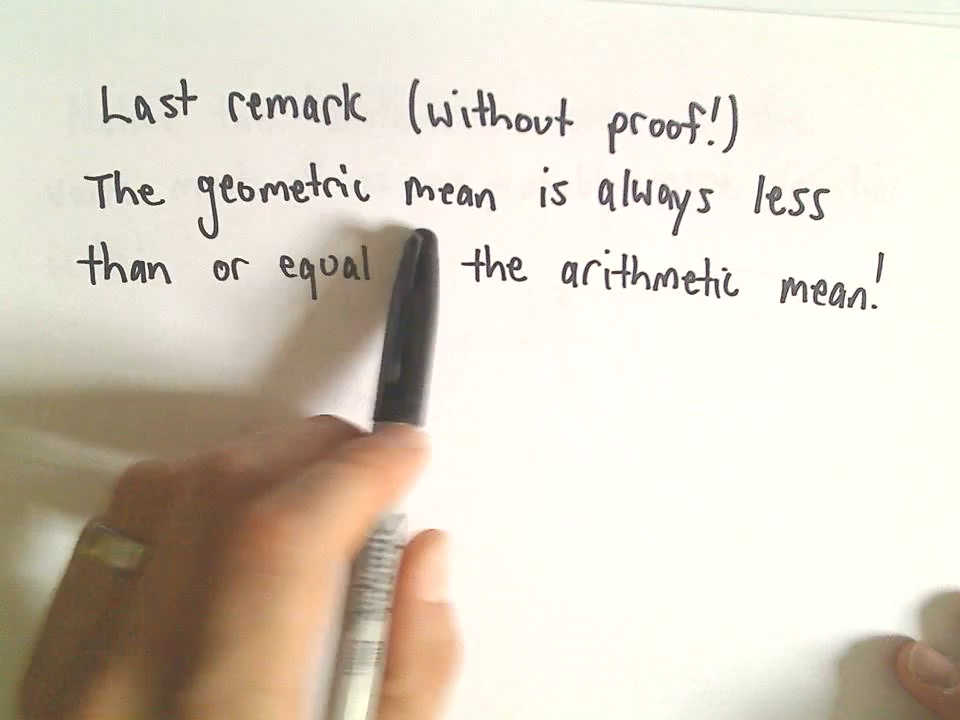 Last remark (without proof!)
The geometric mean is always less
than or equal the arithmetic mean!